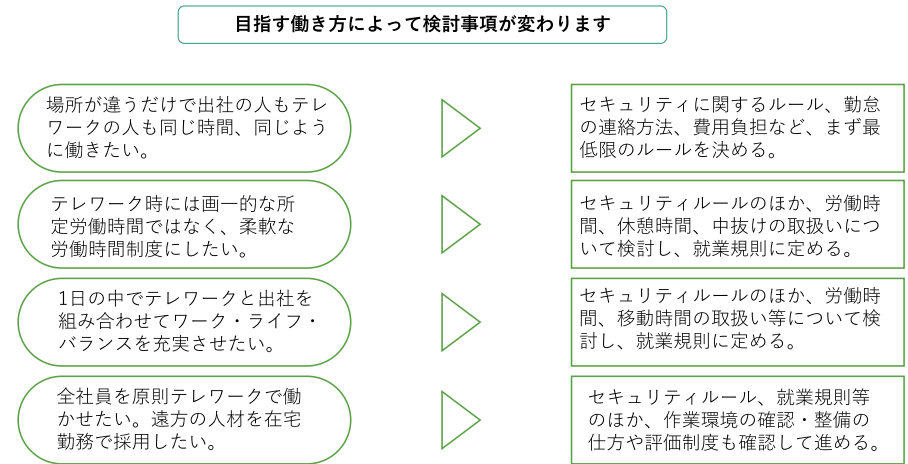 目指す働き方によって検討事項が変わります
場所が違うだけで出社の人もテレ
ワークの人も同じ時間、同じよう
に働きたい。
セキュリティに関するルール、勤怠
の連絡方法、費用負担など、まず最
低限のルールを決める。
テレワーク時には画一的な所
定労働時間ではなく、柔軟な
労働時間制度にしたい。
セキュリティルールのほか、労働時
間、休憩時間、中抜けの取扱いにつ
いて検討し、就業規則に定める。
1日の中でテレワークと出社を
組み合わせてワーク・ライフ・
バランスを充実させたい。
セキュリティルールのほか、労働時
間、移動時間の取扱い等について検
討し、就業規則に定める。
全社員を原則テレワークで働
かせたい。遠方の人材を在宅
勤務で採用したい。
セキュリティルール、就業規則等
のほか、作業環境の確認・整備の
仕方や評価制度も確認して進める。